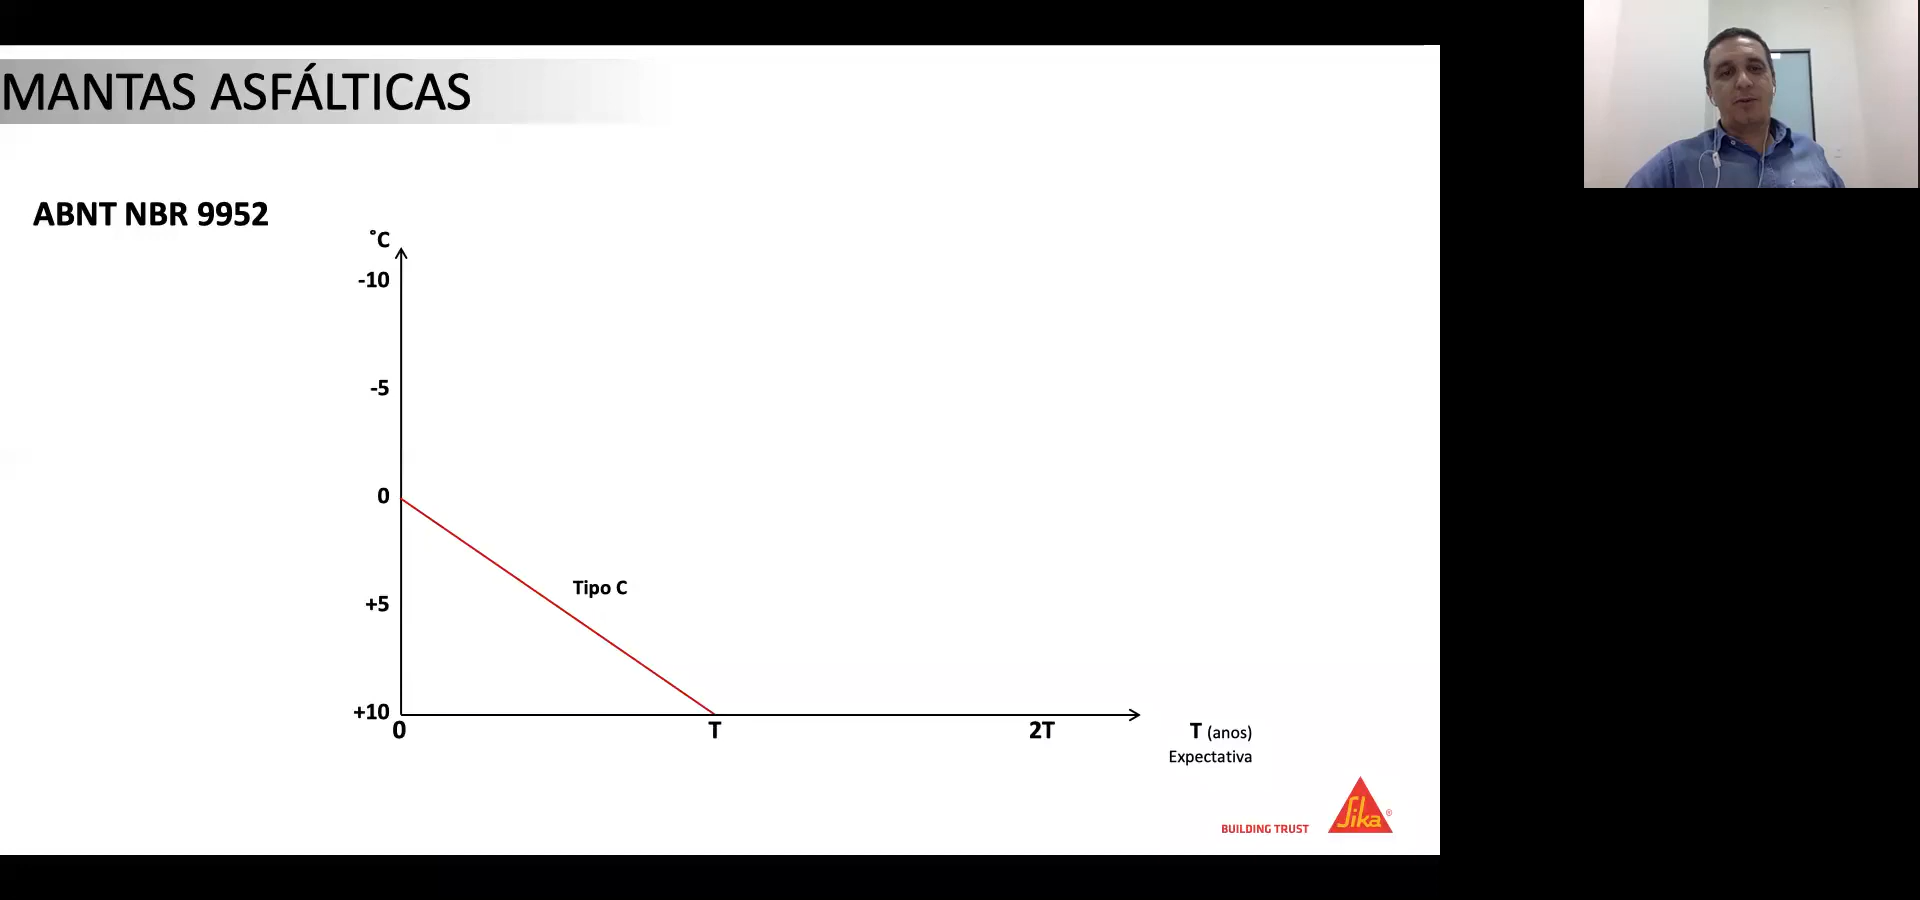 MANTAS ASFÁLTICAS
ABNT NBR 9952
°C
-10
-5
0
+5
Tipo C
+10
0 T 2T T (anos)
Expectativa
BUILDING TRUST
Sika®